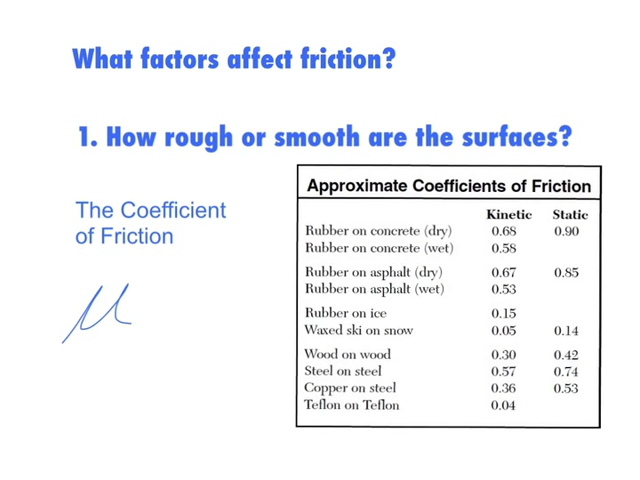 What factors affect friction?
1. How rough or smooth are the surfaces?
The Coefficient
of Friction
μ
Approximate Coefficients of Friction
Kinetic Static
Rubber on concrete (dry) 0.68 0.90
Rubber on concrete (wet) 0.58
Rubber on asphalt (dry) 0.67 0.85
Rubber on asphalt (wet) 0.53
Rubber on ice 0.15
Waxed ski on snow 0.05 0.14
Wood on wood 0.30 0.42
Steel on steel 0.57 0.74
Copper on steel 0.36 0.53
Teflon on Teflon 0.04